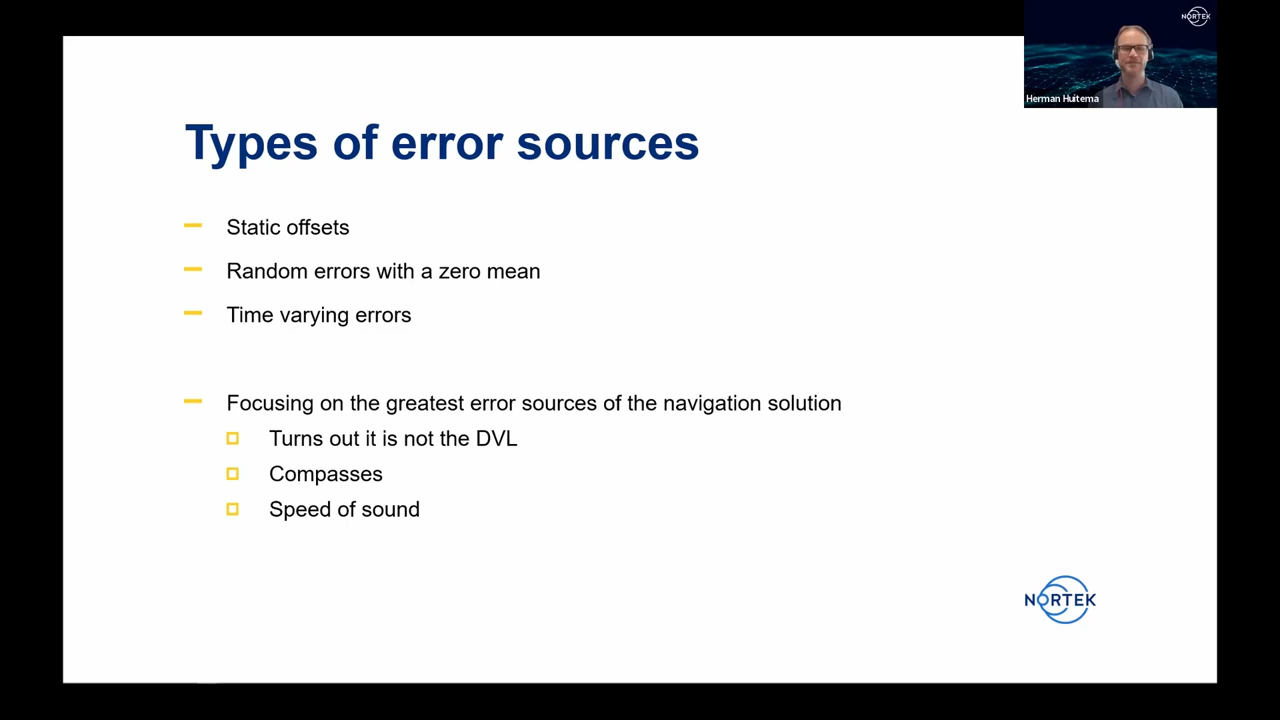 NORTEK
Herman Huitema
Types of error sources
Static offsets
Random errors with a zero mean
Time varying errors
Focusing on the greatest error sources of the navigation solution
Turns out it is not the DVL
Compasses
Speed of sound
NORTEK